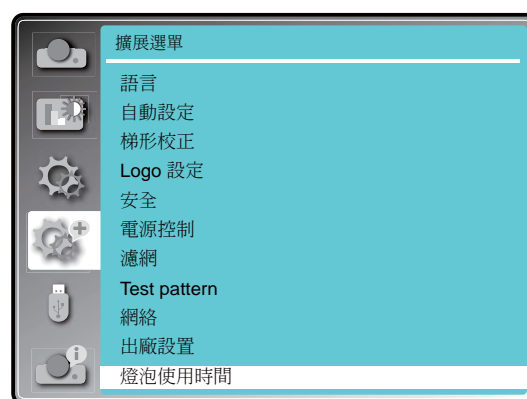 擴展選單
語言
自動設定
梯形校正
Logo 設定
安全
電源控制
濾網
Test pattern
網絡
出廠設置
燈泡使用時間